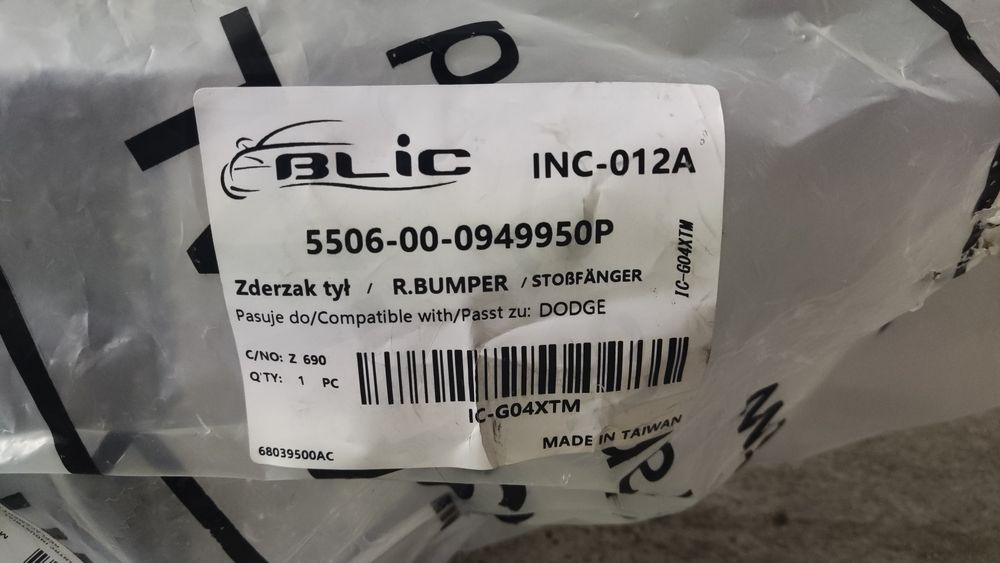 BLiC
INC-012A
5506-00-0949950P
IC-G04XTM
Zderzak tył / R.BUMPER / STOßFÄNGER
Pasuje do/Compatible with/Passt zu: DODGE
C/NO: Z 690
Q'TY: 1 PC
IC-G04XTM
MADE IN TAIWAN
68039500AC